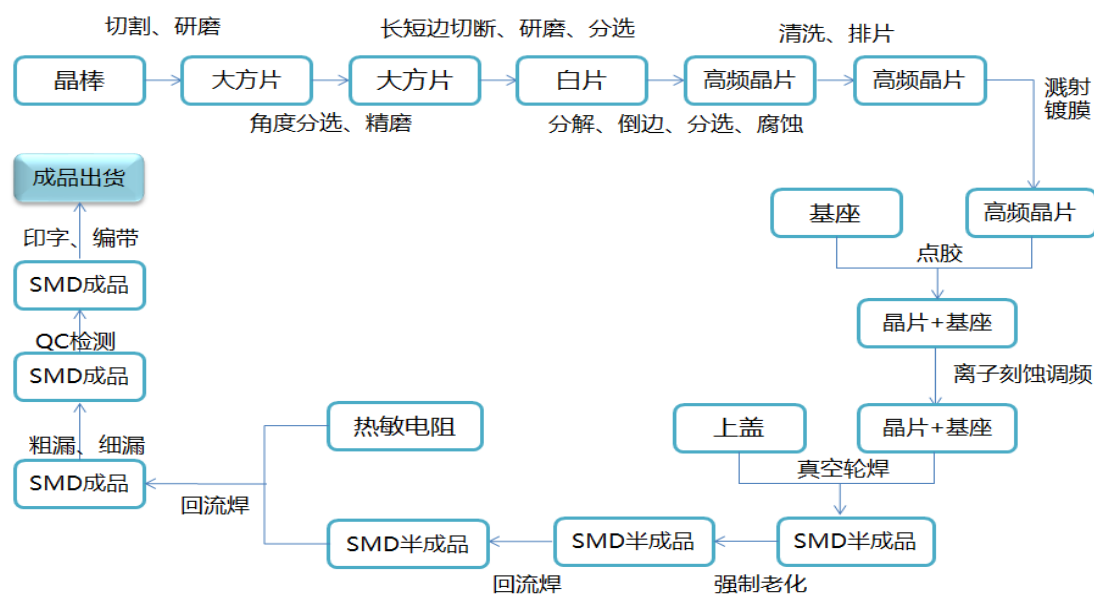 切割、研磨
长短边切断、研磨、分选
清洗、排片
晶棒
大方片
大方片
白片
高频晶片
高频晶片
角度分选、精磨
分解、倒边、分选、腐蚀
溅射
镀膜
成品出货
基座
高频晶片
印字、编带
点胶
SMD成品
晶片+基座
QC检测
SMD成品
离子刻蚀调频
热敏电阻
上盖
晶片+基座
粗漏、细漏
真空轮焊
SMD成品
回流焊
SMD半成品
SMD半成品
SMD半成品
回流焊
强制老化